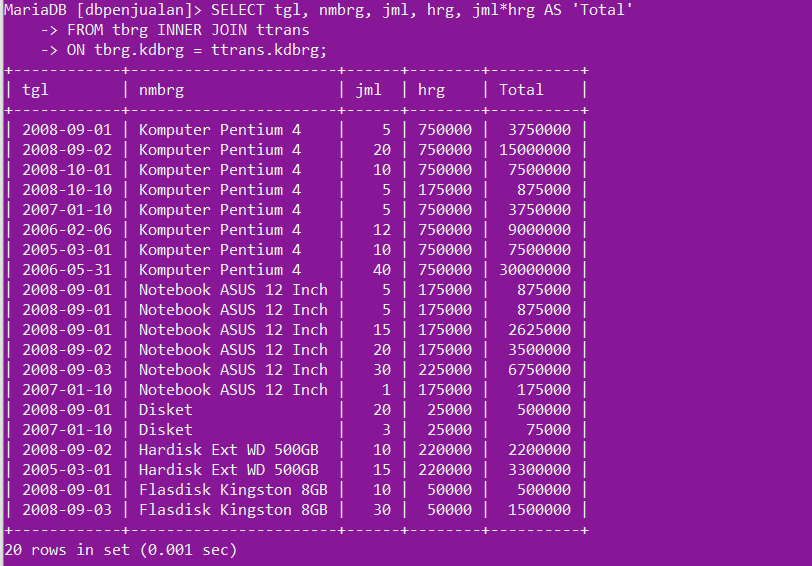 MariaDB [dbpenjualan]> SELECT tgl, nmbrg, jml, hrg, jml*hrg AS 'Total'
    -> FROM tbrg INNER JOIN ttrans
    -> ON tbrg.kdbrg = ttrans.kdbrg;
+------------+-----------------------+------+--------+----------+
| tgl        | nmbrg                 | jml  | hrg    | Total    |
+------------+-----------------------+------+--------+----------+
| 2008-09-01 | Komputer Pentium 4    |    5 | 750000 |  3750000 |
| 2008-09-02 | Komputer Pentium 4    |   20 | 750000 | 15000000 |
| 2008-10-01 | Komputer Pentium 4    |   10 | 750000 |  7500000 |
| 2008-10-10 | Komputer Pentium 4    |    5 | 175000 |   875000 |
| 2007-01-10 | Komputer Pentium 4    |    5 | 750000 |  3750000 |
| 2006-02-06 | Komputer Pentium 4    |   12 | 750000 |  9000000 |
| 2005-03-01 | Komputer Pentium 4    |   10 | 750000 |  7500000 |
| 2006-05-31 | Komputer Pentium 4    |   40 | 750000 | 30000000 |
| 2008-09-01 | Notebook ASUS 12 Inch |    5 | 175000 |   875000 |
| 2008-09-01 | Notebook ASUS 12 Inch |    5 | 175000 |   875000 |
| 2008-09-01 | Notebook ASUS 12 Inch |   15 | 175000 |  2625000 |
| 2008-09-02 | Notebook ASUS 12 Inch |   20 | 175000 |  3500000 |
| 2008-09-03 | Notebook ASUS 12 Inch |   30 | 225000 |  6750000 |
| 2007-01-10 | Notebook ASUS 12 Inch |    1 | 175000 |   175000 |
| 2008-09-01 | Disket                |   20 |  25000 |   500000 |
| 2007-01-10 | Disket                |    3 |  25000 |    75000 |
| 2008-09-02 | Hardisk Ext WD 500GB  |   10 | 220000 |  2200000 |
| 2005-03-01 | Hardisk Ext WD 500GB  |   15 | 220000 |  3300000 |
| 2008-09-01 | Flasdisk Kingston 8GB |   10 |  50000 |   500000 |
| 2008-09-03 | Flasdisk Kingston 8GB |   30 |  50000 |  1500000 |
+------------+-----------------------+------+--------+----------+
20 rows in set (0.001 sec)